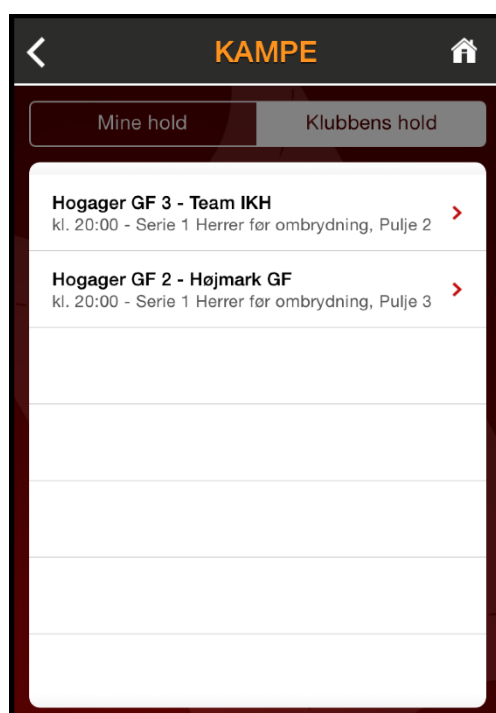 KAMPE
Mine hold
Klubbens hold
Hogager GF 3 - Team IKH
kl. 20:00 - Serie 1 Herrer før ombrydning, Pulje 2
Hogager GF 2 - Højmark GF
kl. 20:00 - Serie 1 Herrer før ombrydning, Pulje 3